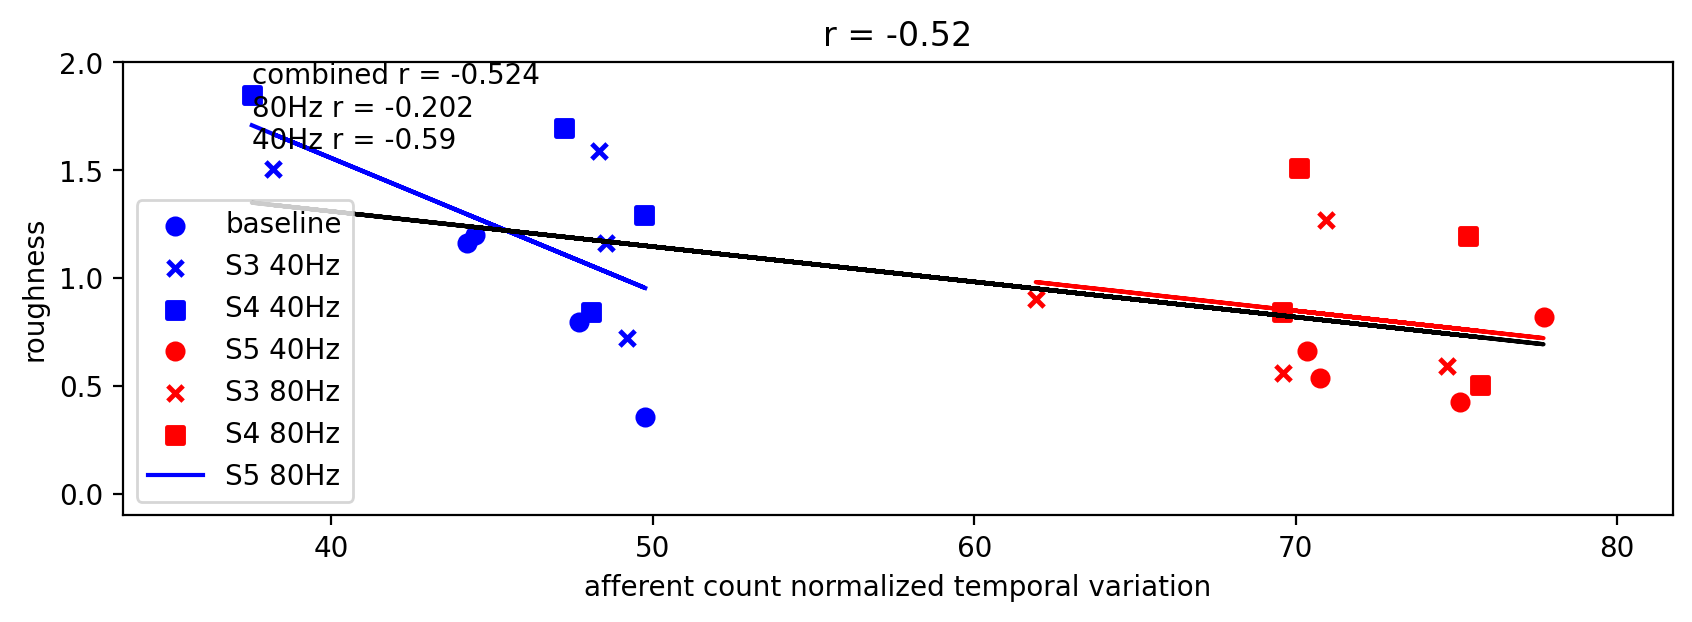 r = -0.52
combined r = -0.524
80Hz r = -0.202
40Hz r = -0.59
2.0
1.5
1.0
0.5
0.0
roughness
baseline
S3 40Hz
S4 40Hz
S5 40Hz
S3 80Hz
S4 80Hz
S5 80Hz
40 50 60 70 80
afferent count normalized temporal variation